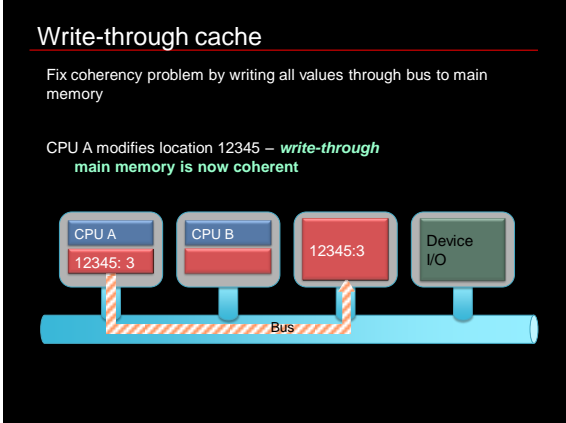 Write-through cache
Fix coherency problem by writing all values through bus to main
memory
CPU A modifies location 12345 – write-through
main memory is now coherent
CPU A
12345: 3
CPU B
12345:3
Device
I/O
Bus